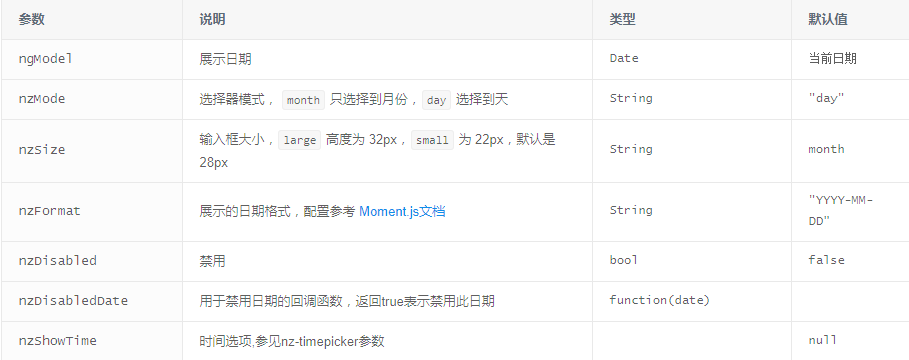 参数 说明 类型 默认值
ngModel 展示日期 Date 当前日期
nzMode 选择器模式， month 只选择到月份， day 选择到天 String "day"
nzSize 输入框大小， large 高度为 32px， small 为 22px，默认是 28px String month
nzFormat 展示的日期格式，配置参考 Moment.js文档 String "YYYY-MM-DD"
nzDisabled 禁用 bool false
nzDisabledDate 用于禁用日期的回调函数，返回true表示禁用此日期 function(date)
nzShowTime 时间选项,参见nz-timepicker参数 null